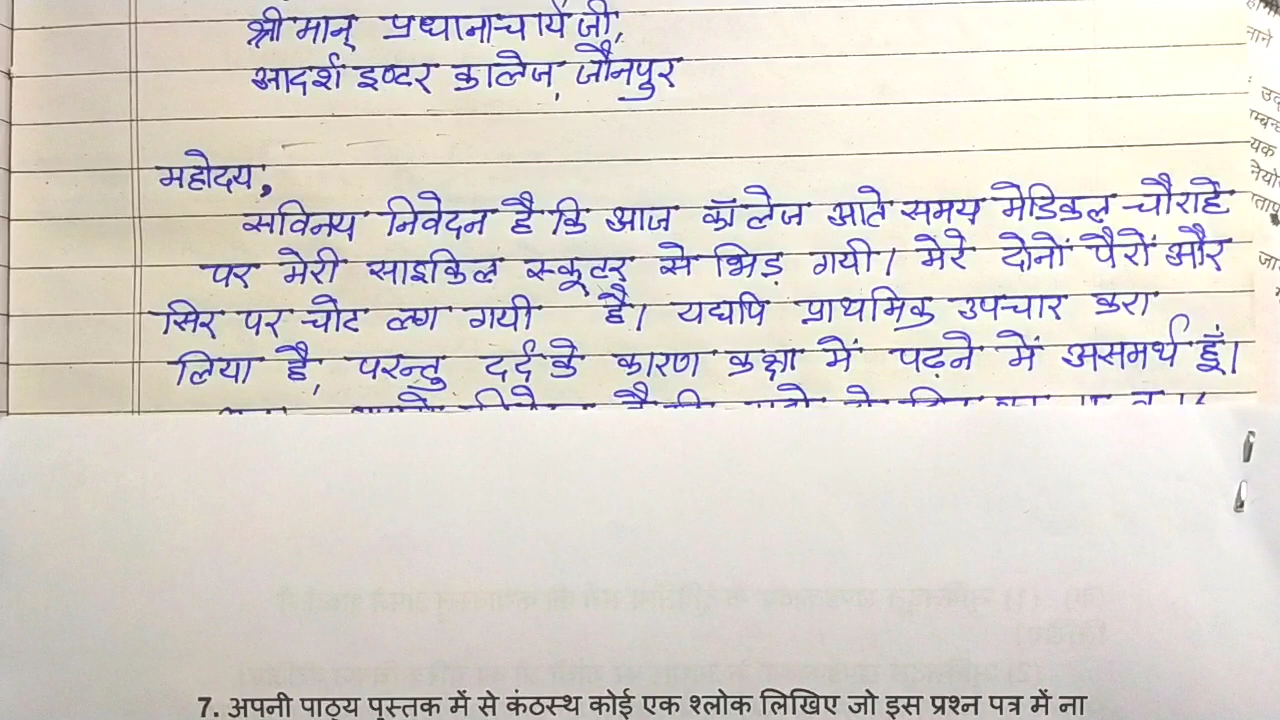 श्री मान् प्रधानाचार्य जी,
आदर्श इण्टर कालेज, जौनपुर
महोदय,
सविनय निवेदन है कि आज कॉलेज आते समय मेडिकल चौराहे
पर मेरी साइकिल स्कूटर से भिड़ गयी। मेरे दोनों पैरों और
सिर पर चोट लग गयी है। यद्यपि प्राथमिक उपचार करा
लिया है, परन्तु दर्द के कारण कक्षा में पढ़ने में असमर्थ हूँ।
नाने
यक
जा
7. अपनी पाठ्य पुस्तक में से कंठस्थ कोई एक श्लोक लिखिए जो इस प्रश्न पत्र में ना